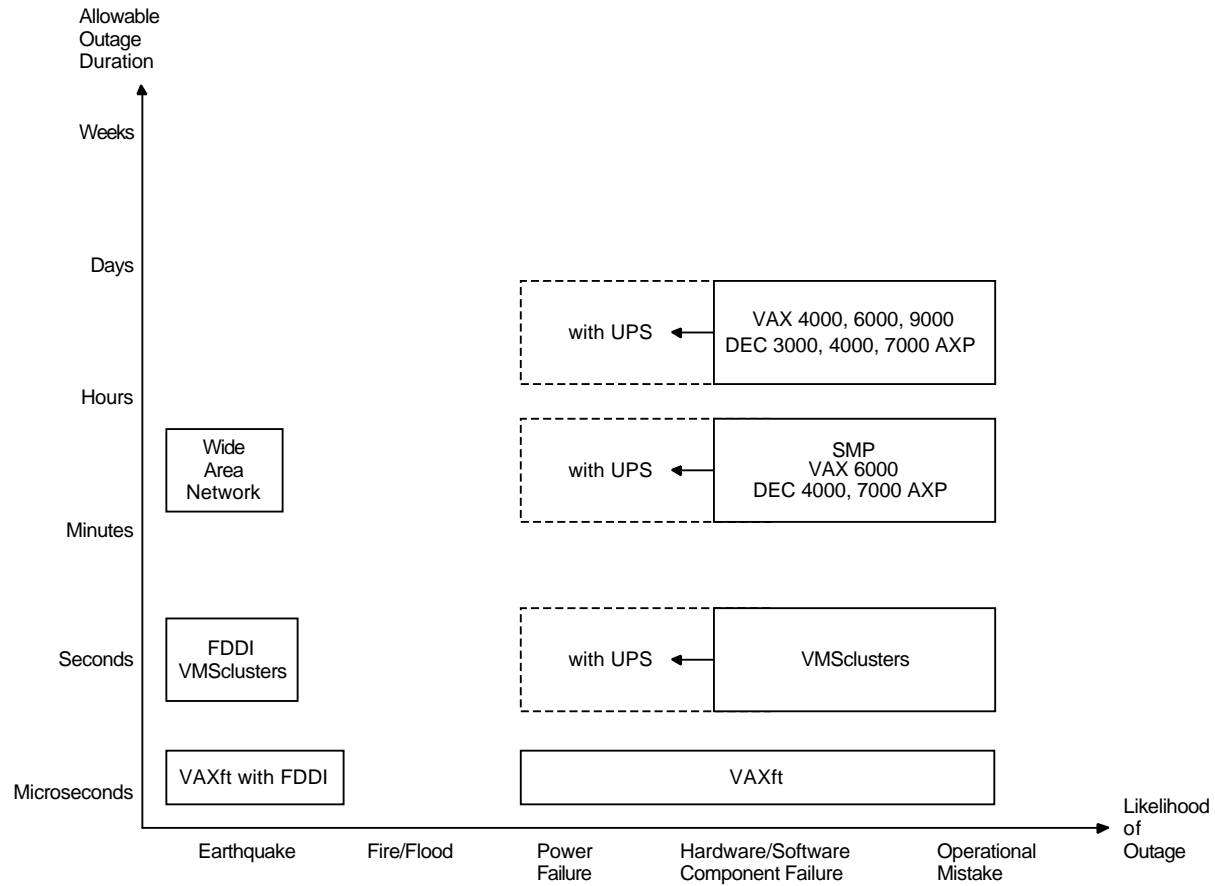 Allowable
Outage
Duration
Weeks
Days
with UPS
VAX 4000, 6000, 9000
DEC 3000, 4000, 7000 AXP
Hours
Wide
Area
Network
with UPS
SMP
VAX 6000
DEC 4000, 7000 AXP
Minutes
Seconds
FDDI
VMSclusters
with UPS
VMSclusters
Microseconds
VAXft with FDDI
VAXft
Likelihood
of
Outage
Earthquake
Fire/Flood
Power
Failure
Hardware/Software
Component Failure
Operational
Mistake